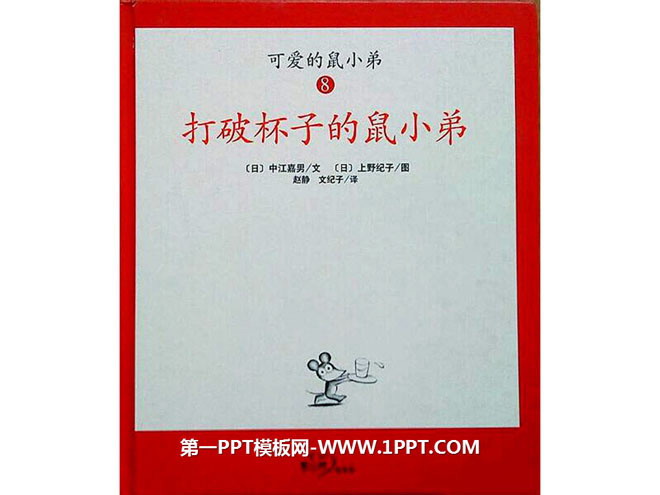 可爱的鼠小弟
8
打破杯子的鼠小弟
〔日〕中江嘉男/文 〔日〕上野纪子/图
赵静 文纪子/译
第一PPT模板网-WWW.1PPT.COM